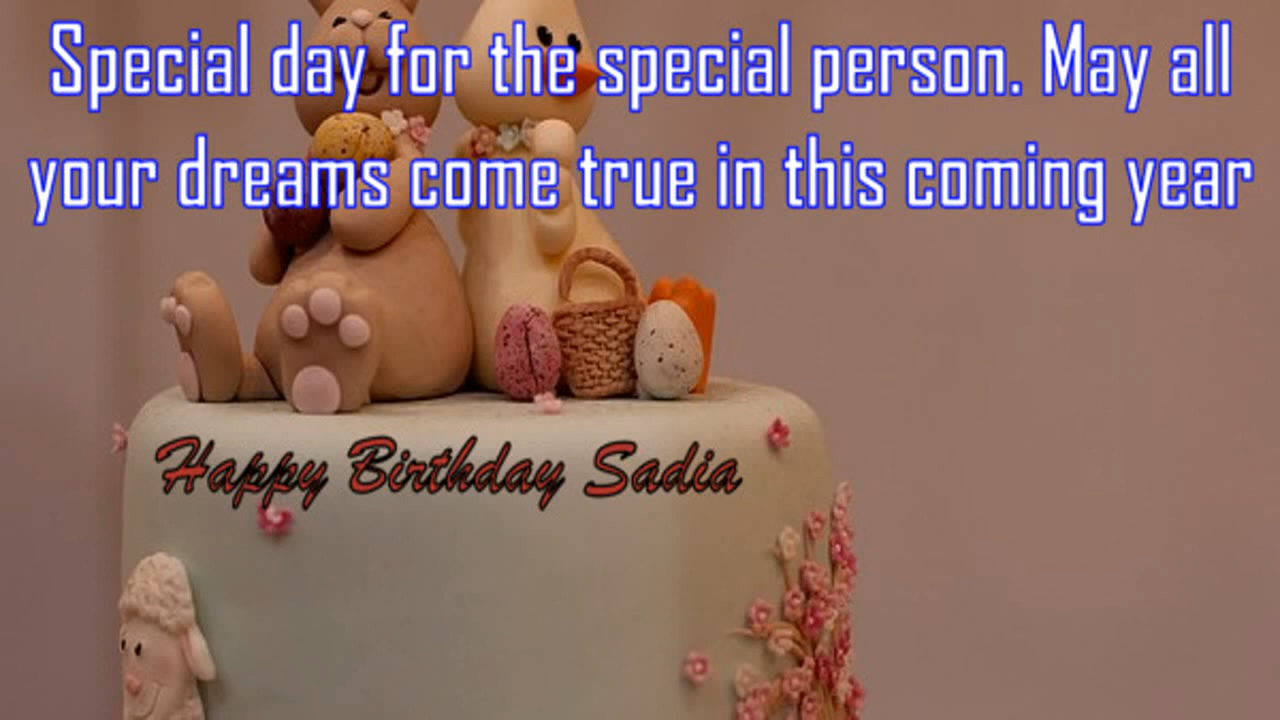 Special day for the special person. May all
your dreams come true in this coming year
Happy Birthday Sadia